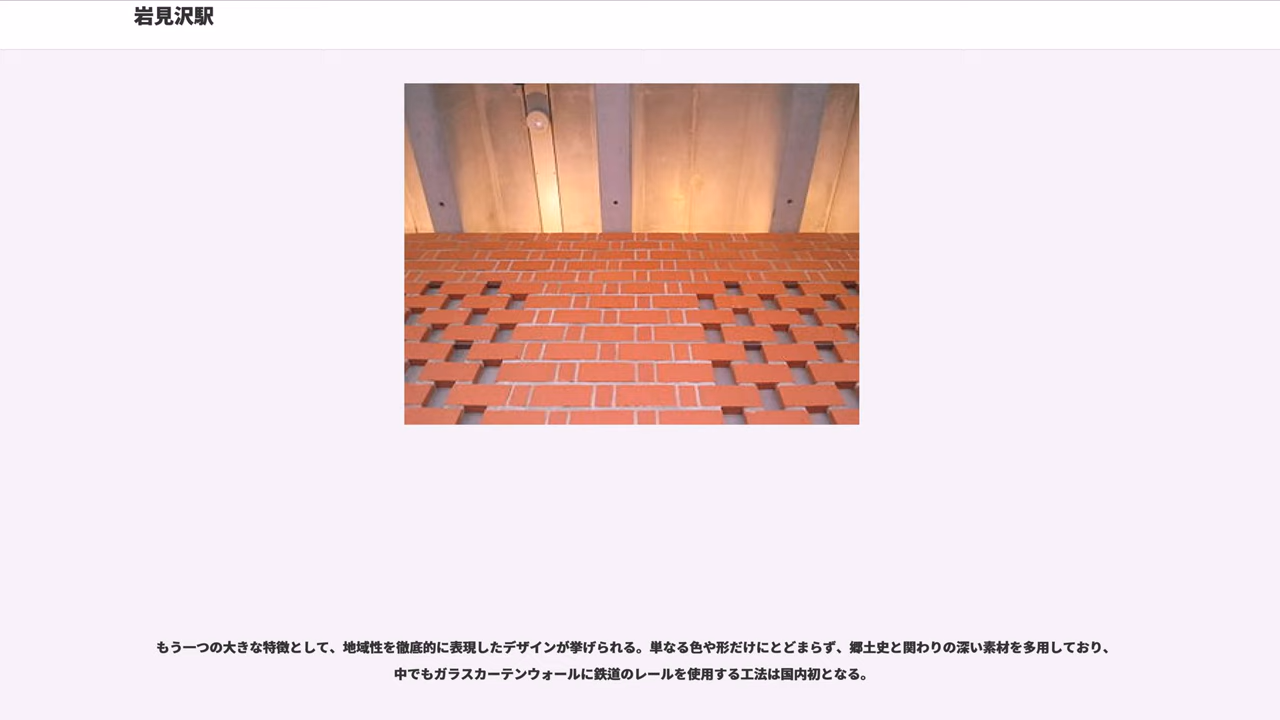 岩見沢駅
もう一つの大きな特徴として、地域性を徹底的に表現したデザインが挙げられる。単なる色や形だけにとどまらず、郷土史と関わりの深い素材を多用しており、
中でもガラスカーテンウォールに鉄道のレールを使用する工法は国内初となる。